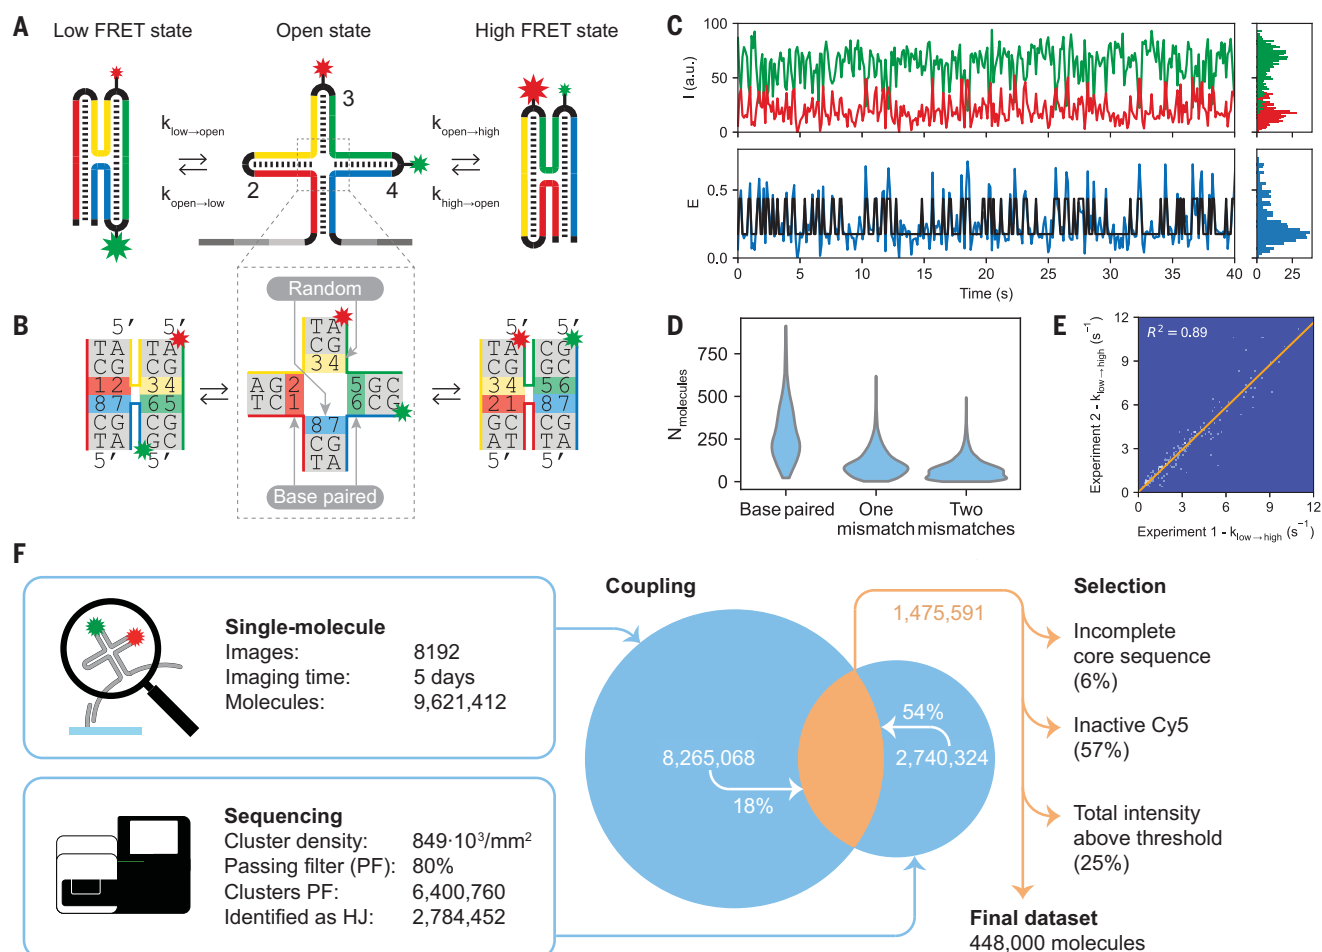 A
Low FRET state
Open state
High FRET state
k low→open
k open→low
k open→high
k high→open
2
3
4
B
Random
Base paired
5′ 5′
TA TA
CG CG
12 34
87 65
CG CG
TA GC
5′ 5′
TA
CG
34
AG2
TC1
5GC
6CG
87
CG
TA
5′ 5′
TA CG
CG GC
34 56
21 87
GC CG
AT TA
5′ 5′
C
100
50
0
I (a.u.)
0.5
0.0
E
0 5 10 15 20 25 30 35 40
Time (s)
0 25
D
750
500
250
0
N molecules
Base paired
One mismatch
Two mismatches
E
R² = 0.89
12
9
6
3
0
Experiment 2 - k low→high (s⁻¹)
0 3 6 9 12
Experiment 1 - k low→high (s⁻¹)
F
Single-molecule
Images: 8192
Imaging time: 5 days
Molecules: 9,621,412
Sequencing
Cluster density: 849·10³/mm²
Passing filter (PF): 80%
Clusters PF: 6,400,760
Identified as HJ: 2,784,452
Coupling
8,265,068
18%
54%
2,740,324
1,475,591
Selection
Incomplete
core sequence
(6%)
Inactive Cy5
(57%)
Total intensity
above threshold
(25%)
Final dataset
448,000 molecules